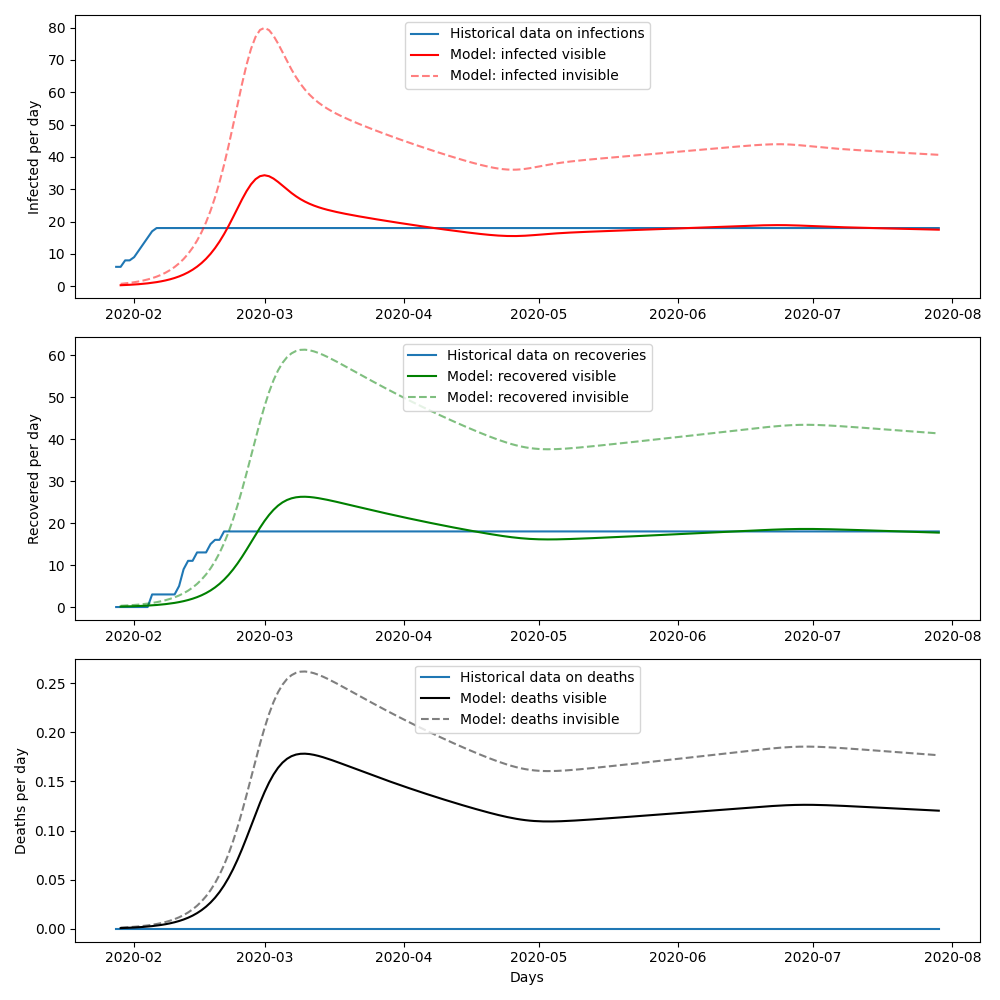 Historical data on infections
Model: infected visible
Model: infected invisible
Infected per day
80
70
60
50
40
30
20
10
0
2020-02 2020-03 2020-04 2020-05 2020-06 2020-07 2020-08
Historical data on recoveries
Model: recovered visible
Model: recovered invisible
Recovered per day
60
50
40
30
20
10
0
2020-02 2020-03 2020-04 2020-05 2020-06 2020-07 2020-08
Historical data on deaths
Model: deaths visible
Model: deaths invisible
Deaths per day
0.25
0.20
0.15
0.10
0.05
0.00
2020-02 2020-03 2020-04 2020-05 2020-06 2020-07 2020-08
Days